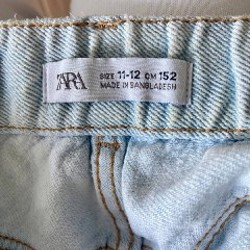 ZARA
SIZE 11-12 CM 152
MADE IN BANGLADESH